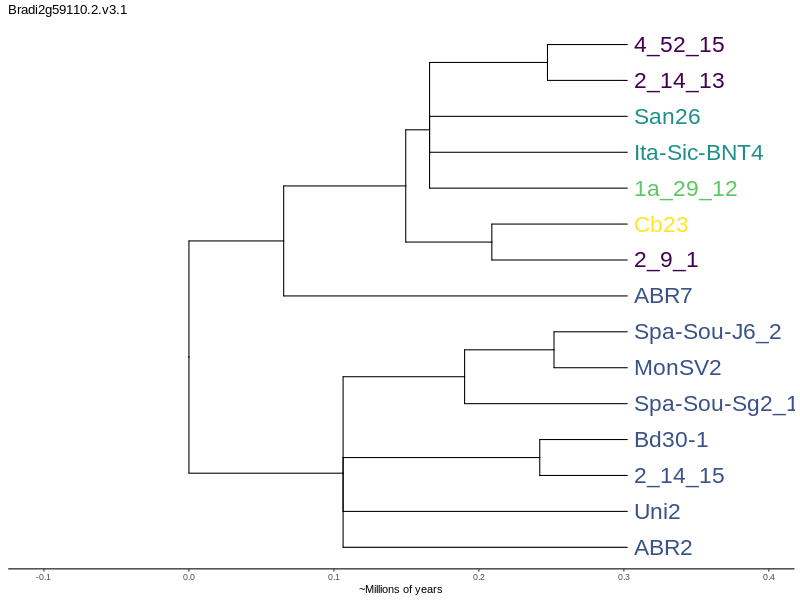 Bradi2g59110.2.v3.1
4_52_15
2_14_13
San26
Ita-Sic-BNT4
1a_29_12
Cb23
2_9_1
ABR7
Spa-Sou-J6_2
MonSV2
Spa-Sou-Sg2_1
Bd30-1
2_14_15
Uni2
ABR2
-0.1 0.0 0.1 0.2 0.3 0.4
~Millions of years